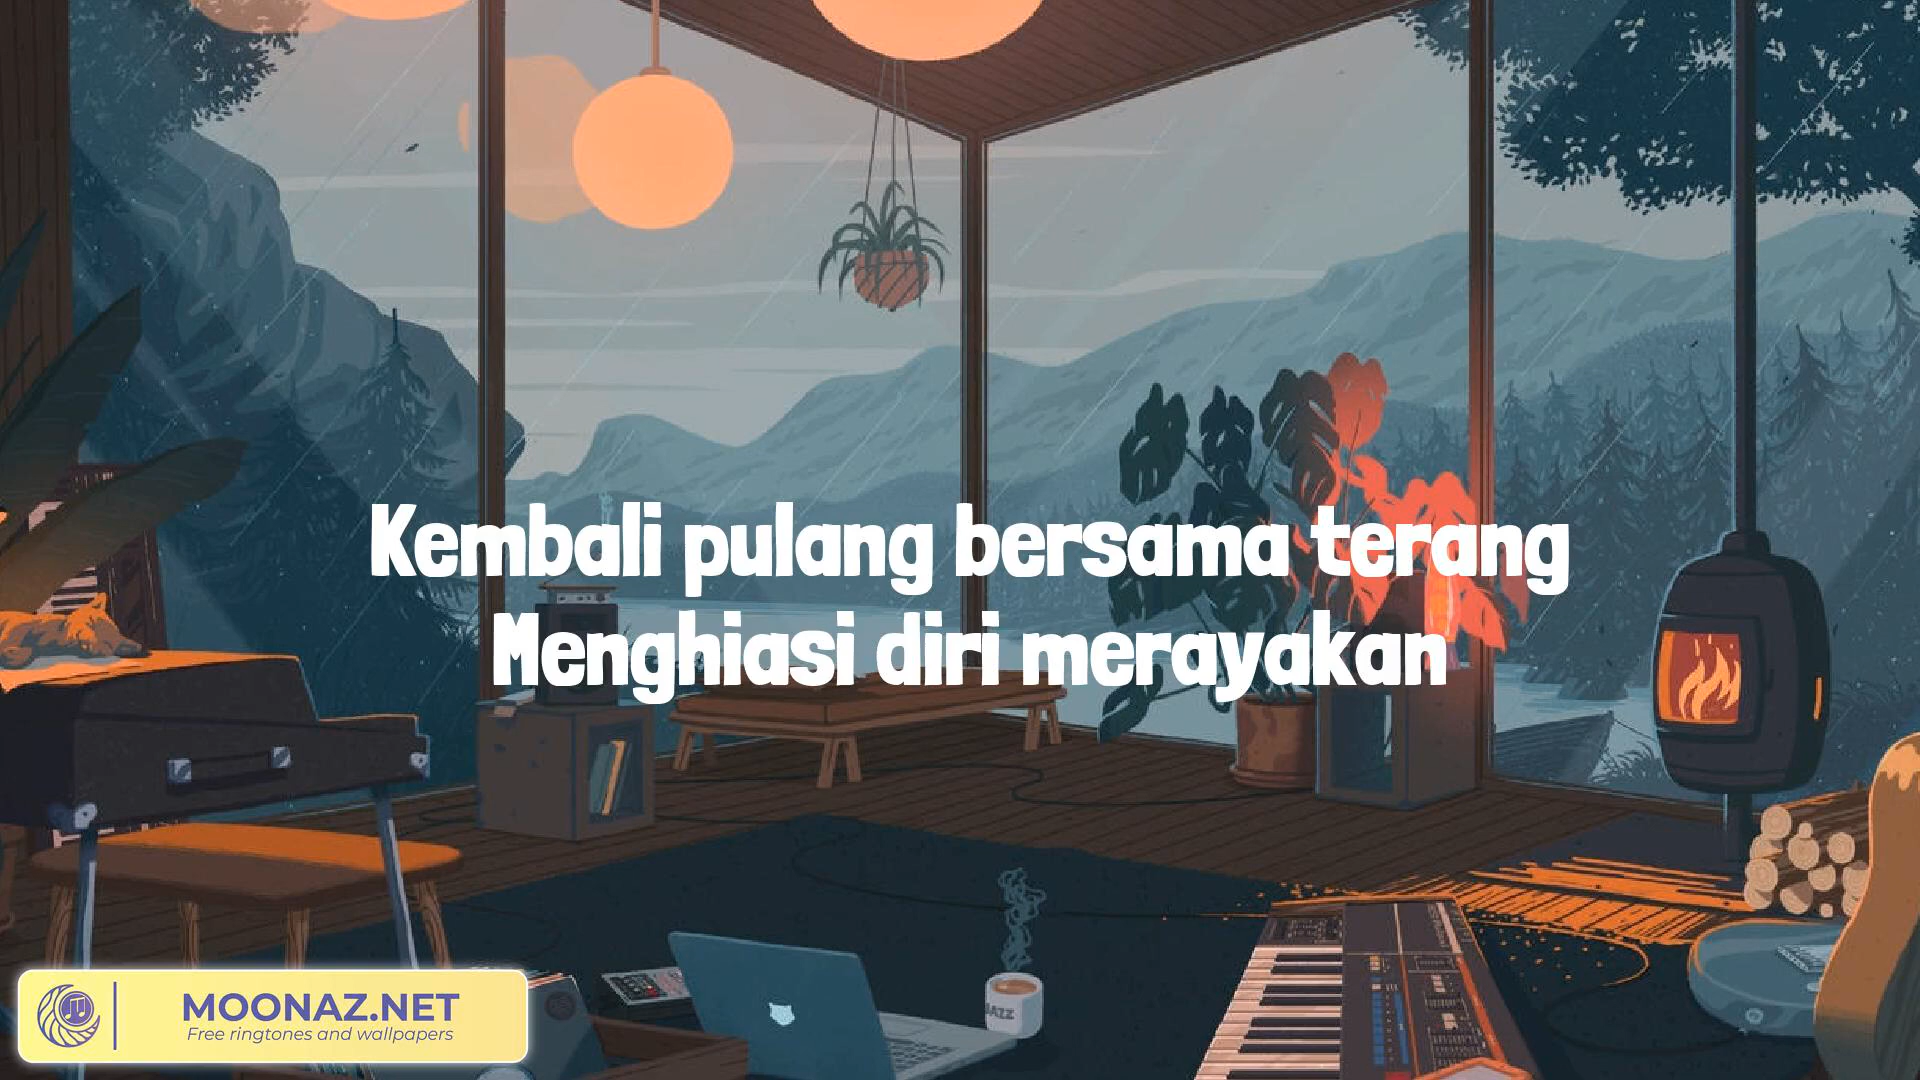 Kembali pulang bersama terang
Menghiasi diri merayakan
JAZZ
MOONAZ.NET
Free ringtones and wallpapers